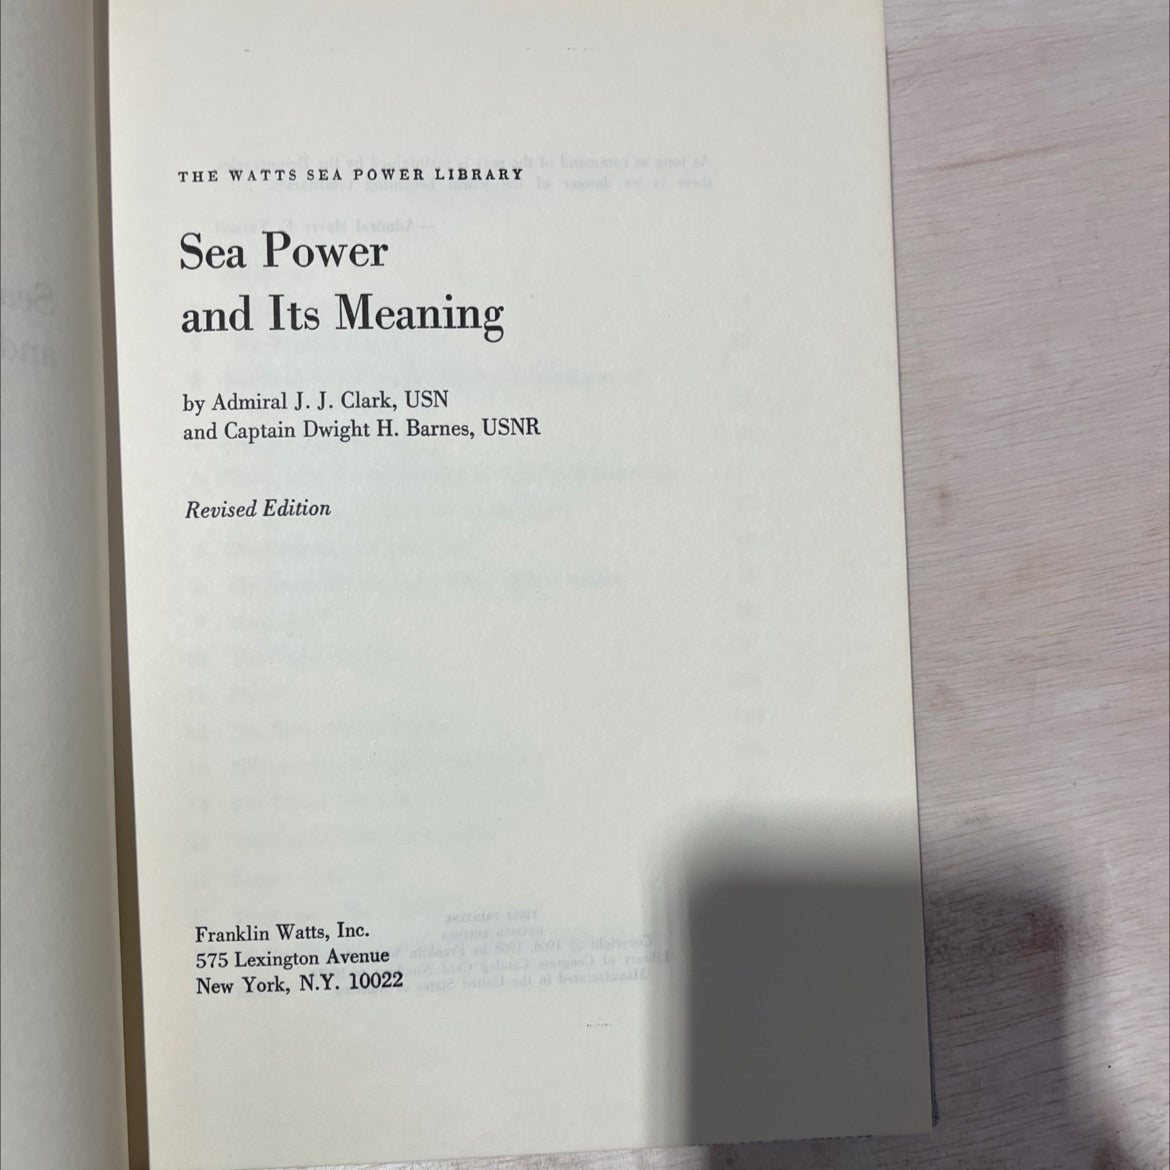 THE WATTS SEA POWER LIBRARY
Sea Power
and Its Meaning
by Admiral J. J. Clark, USN
and Captain Dwight H. Barnes, USNR
Revised Edition
Franklin Watts, Inc.
575 Lexington Avenue
New York, N.Y. 10022